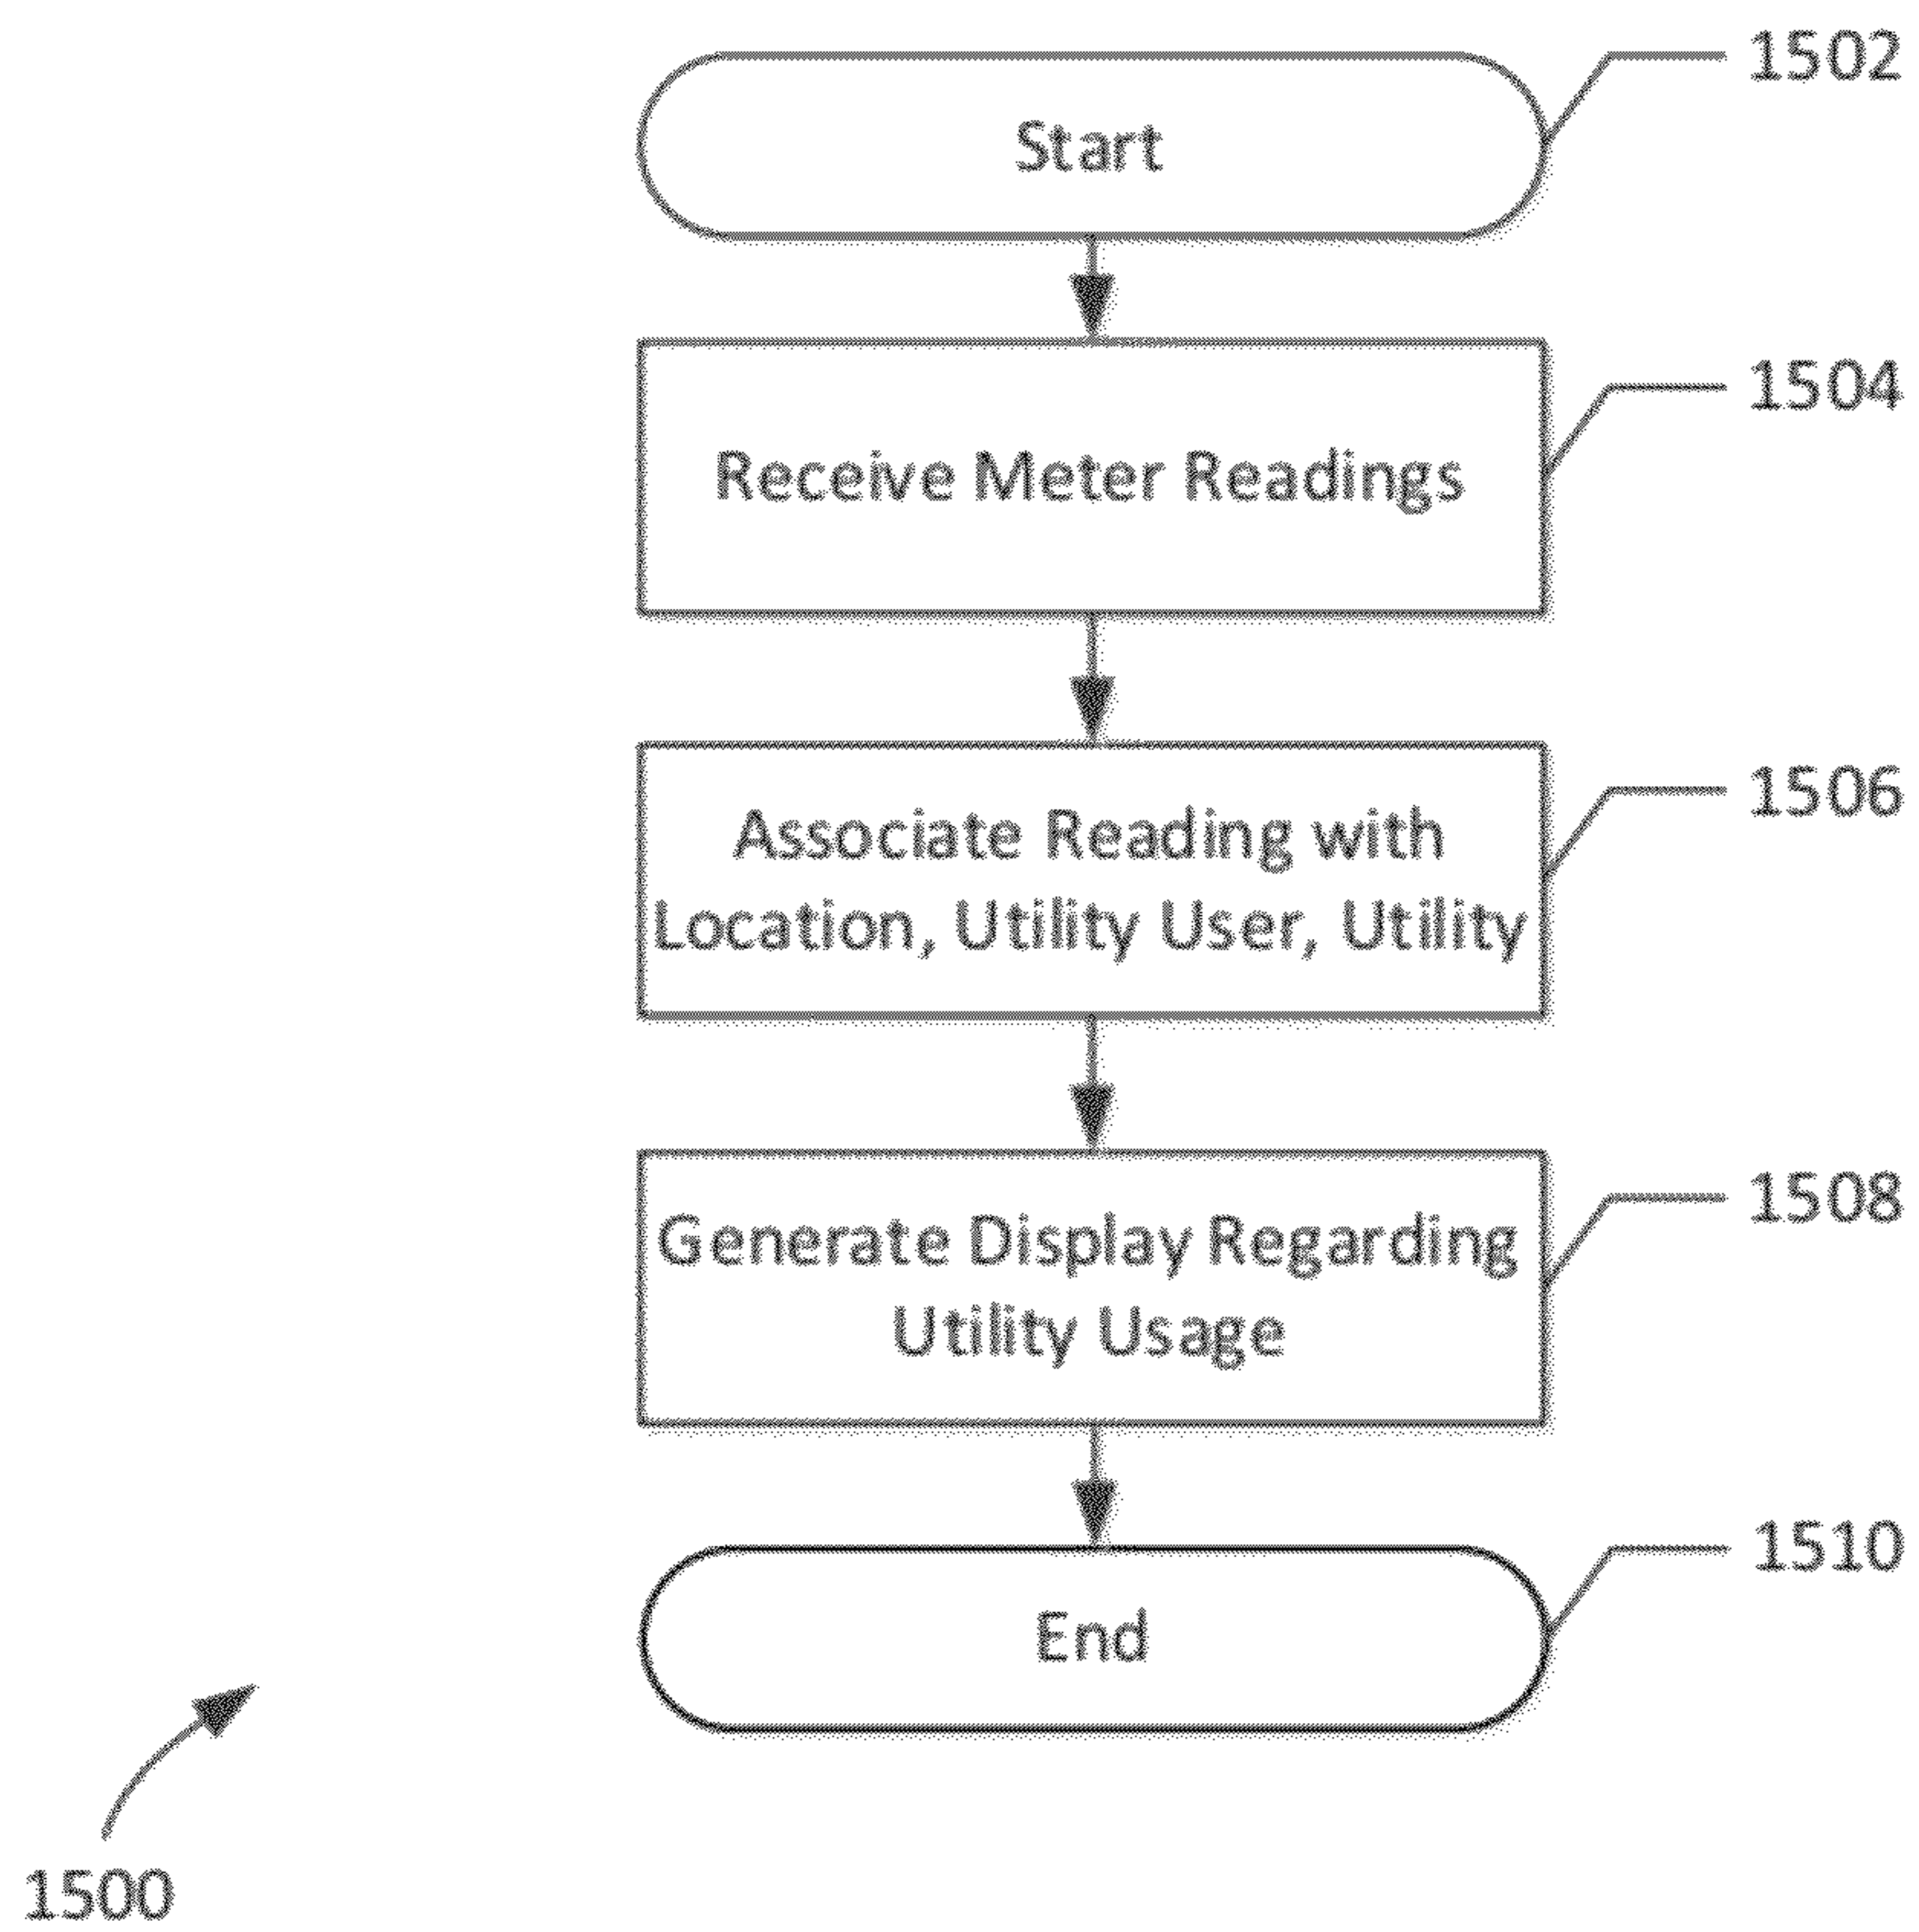 1502
Start
1504
Receive Meter Readings
1506
Associate Reading with
Location, Utility User, Utility
1508
Generate Display Regarding
Utility Usage
1510
End
1500